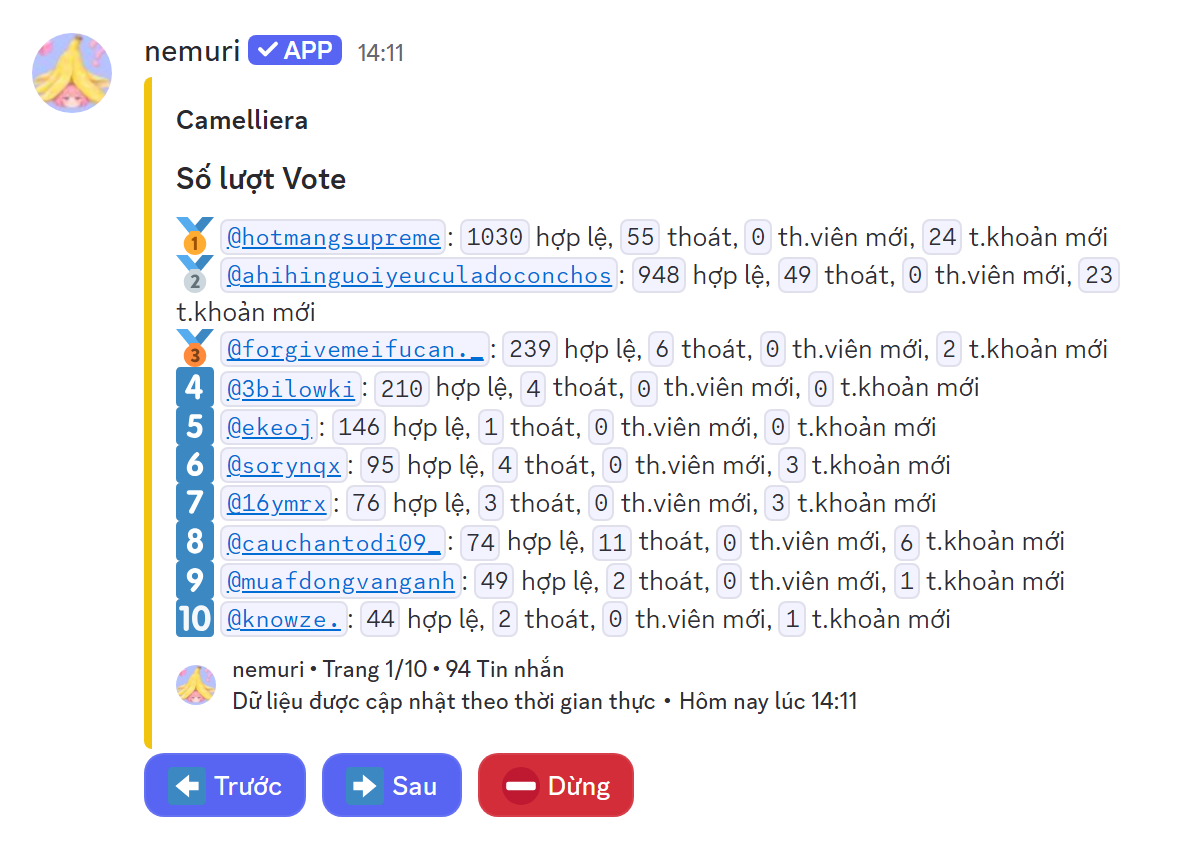 nemuri APP 14:11
Camelliera
Số lượt Vote
1 @hotmangsupreme: 1030 hợp lệ, 55 thoát, 0 th.viên mới, 24 t.khoản mới
2 @ahihinguoiyeuculadoconchos: 948 hợp lệ, 49 thoát, 0 th.viên mới, 23
t.khoản mới
3 @forgivemeifucan._: 239 hợp lệ, 6 thoát, 0 th.viên mới, 2 t.khoản mới
4 @3bilowki: 210 hợp lệ, 4 thoát, 0 th.viên mới, 0 t.khoản mới
5 @ekeoj: 146 hợp lệ, 1 thoát, 0 th.viên mới, 0 t.khoản mới
6 @sorynqx: 95 hợp lệ, 4 thoát, 0 th.viên mới, 3 t.khoản mới
7 @16ymrx: 76 hợp lệ, 3 thoát, 0 th.viên mới, 3 t.khoản mới
8 @cauchantodi09_: 74 hợp lệ, 11 thoát, 0 th.viên mới, 6 t.khoản mới
9 @muafdongvanganh: 49 hợp lệ, 2 thoát, 0 th.viên mới, 1 t.khoản mới
10 @knowze.: 44 hợp lệ, 2 thoát, 0 th.viên mới, 1 t.khoản mới
nemuri • Trang 1/10 • 94 Tin nhắn
Dữ liệu được cập nhật theo thời gian thực • Hôm nay lúc 14:11
Trước Sau Dừng